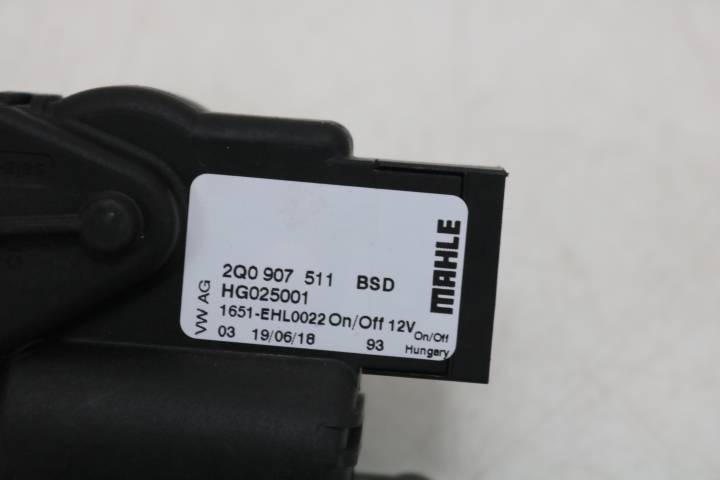 2Q0 907 511 BSD
HG025001
1651-EHL0022 On/Off 12V
03 19/06/18 93
On/Off
Hungary
VW AG
MAHLE